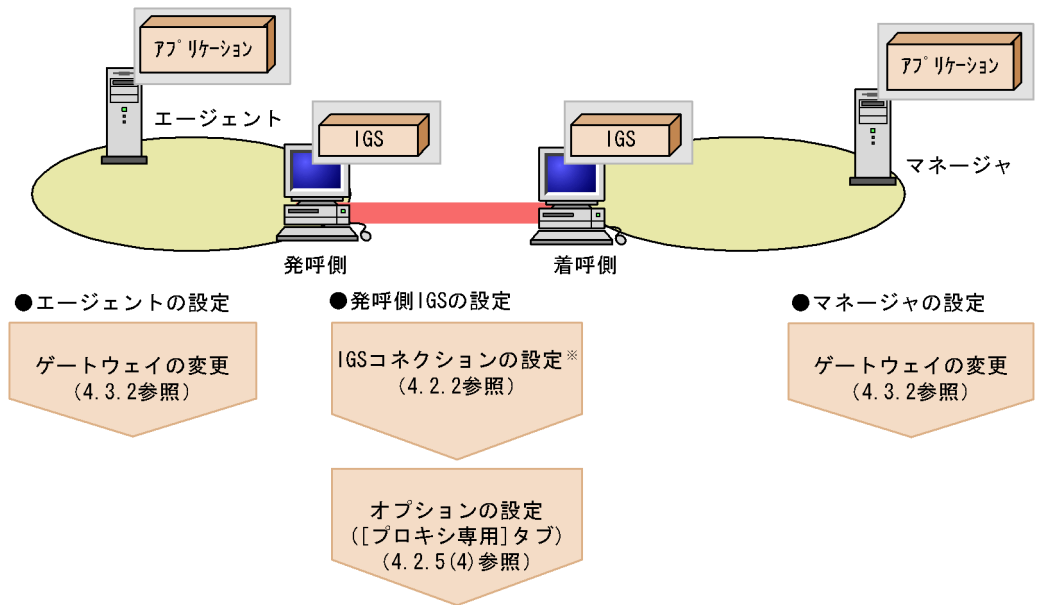 アプリケーション
アプリケーション
エージェント
IGS
IGS
マネージャ
発呼側
着呼側
●エージェントの設定
●発呼側IGSの設定
●マネージャの設定
ゲートウェイの変更
(4.3.2参照)
IGSコネクションの設定※
(4.2.2参照)
ゲートウェイの変更
(4.3.2参照)
オプションの設定
([プロキシ専用]タブ)
(4.2.5(4)参照)